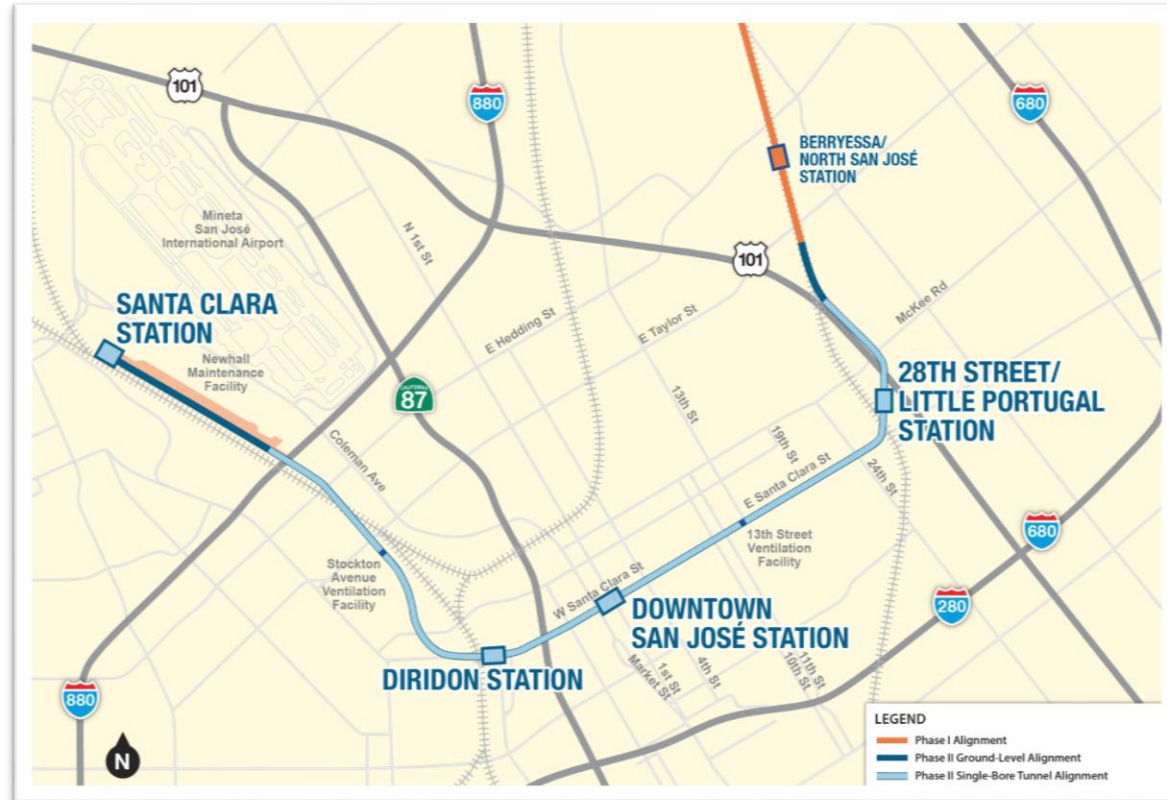 101
880
680
BERRYESSA/
NORTH SAN JOSÉ
STATION
Mineta
San José
International Airport
N 1st St
101
McKee Rd
SANTA CLARA
STATION
E Hedding St
E Taylor St
Newhall
Maintenance
Facility
CALIFORNIA
87
13th St
28TH STREET/
LITTLE PORTUGAL
STATION
Coleman Ave
19th St
24th St
E Santa Clara St
680
13th Street
Ventilation
Facility
Stockton
Avenue
Ventilation
Facility
W Santa Clara St
280
DOWNTOWN
SAN JOSÉ STATION
DIRIDON STATION
Market St
1st St
4th St
10th St
11th St
880
N
LEGEND
Phase I Alignment
Phase II Ground-Level Alignment
Phase II Single-Bore Tunnel Alignment